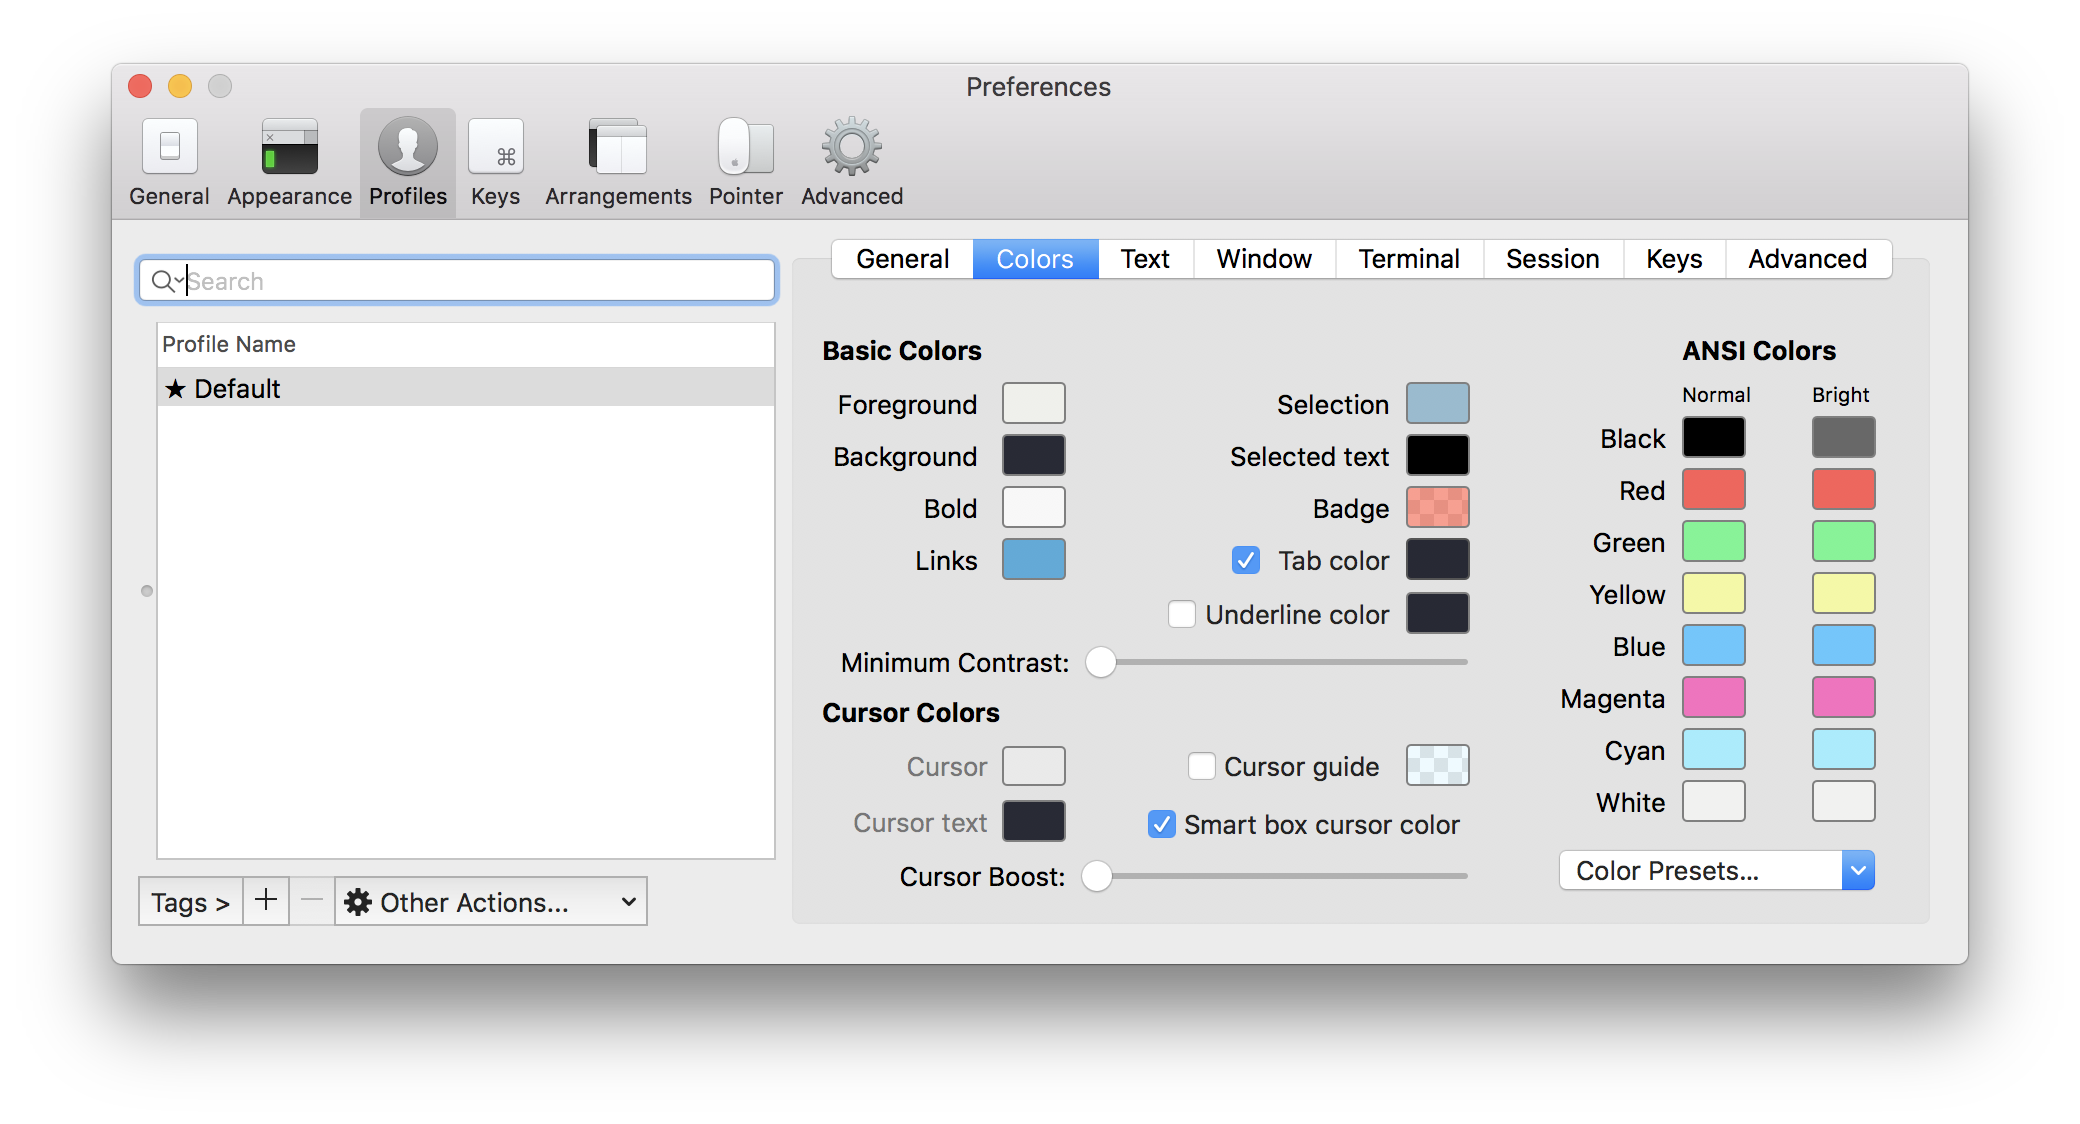 Preferences
General Appearance Profiles Keys Arrangements Pointer Advanced
Search
Profile Name
★ Default
Tags > + — Other Actions...
General Colors Text Window Terminal Session Keys Advanced
Basic Colors
Foreground
Background
Bold
Links
Selection
Selected text
Badge
Tab color
Underline color
Minimum Contrast:
Cursor Colors
Cursor
Cursor text
Cursor guide
Smart box cursor color
Cursor Boost:
ANSI Colors
Normal Bright
Black
Red
Green
Yellow
Blue
Magenta
Cyan
White
Color Presets...